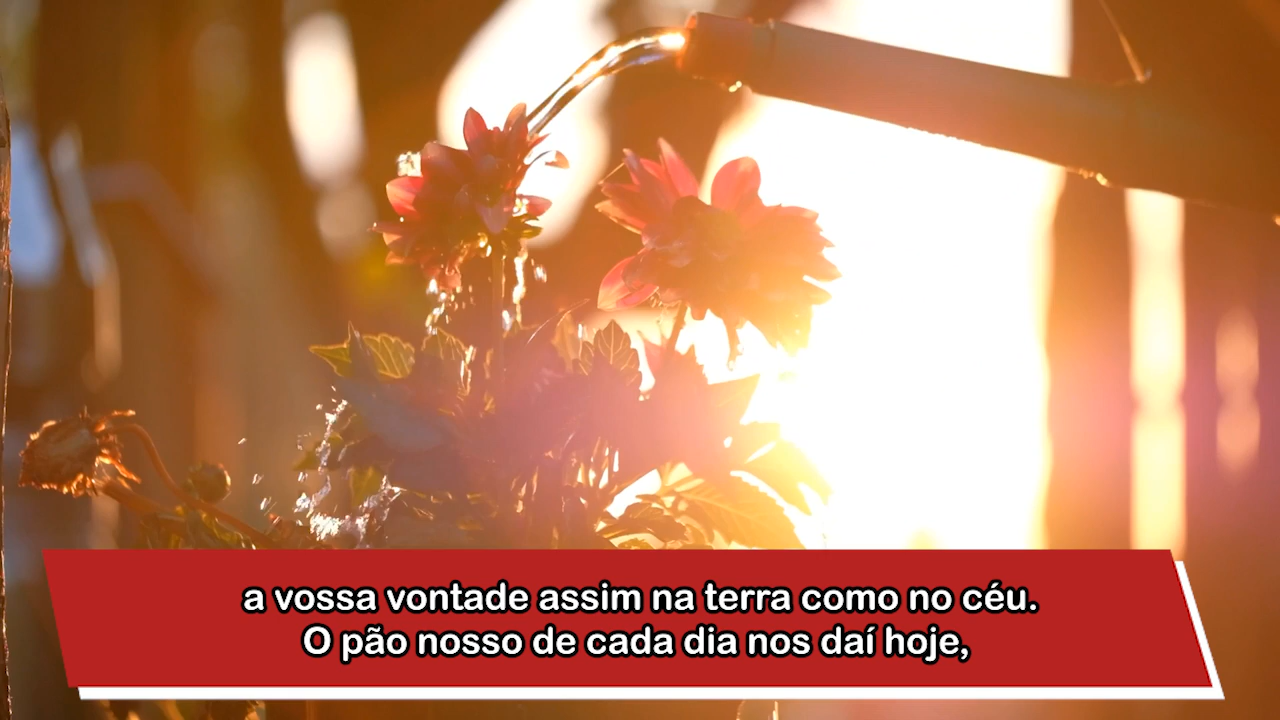 a vossa vontade assim na terra como no céu.
O pão nosso de cada dia nos daí hoje,